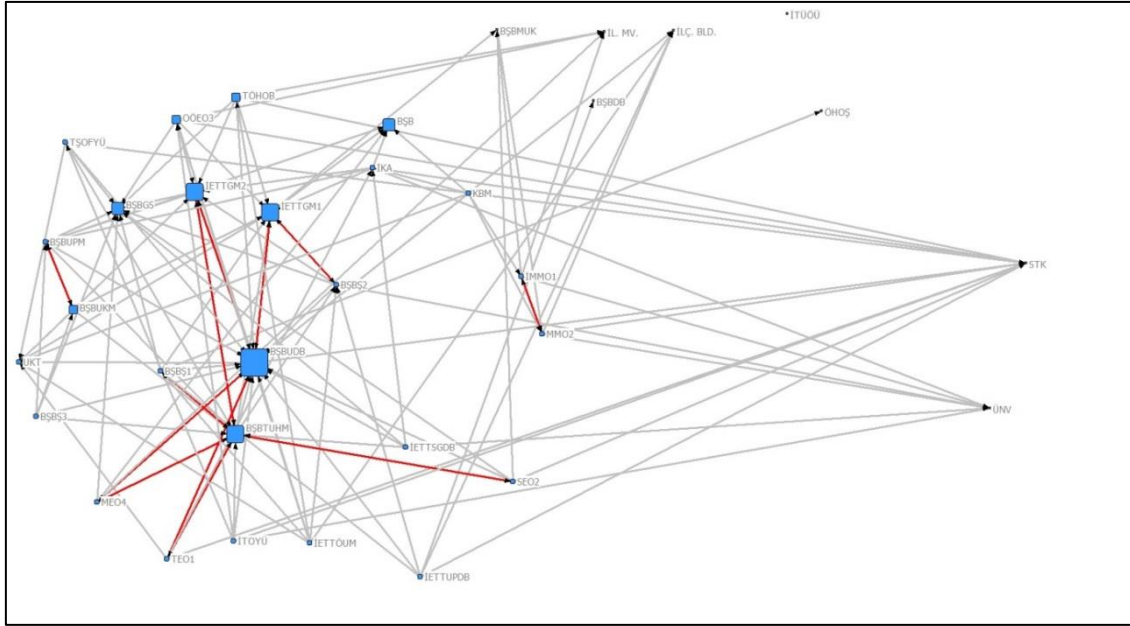 İTÜOÜ
BŞBMUK
İL. MV.
İLÇ. BLD.
TÖHOB
BŞBDB
ÖHOŞ
OÖEO3
BŞB
TŞOFYÜ
İKA
İETTGM2
KBM
BŞBGS
İETTGM1
BŞBUPM
STK
İMMO1
BŞBŞ2
BŞBUKM
MMO2
BŞBUDB
UKT
BŞBŞ1
ÜNV
BŞBŞ3
BŞBTUHM
İETTSGDB
SEO2
MEO4
İTOYÜ
İETTÖUM
TEO1
İETTUPDB